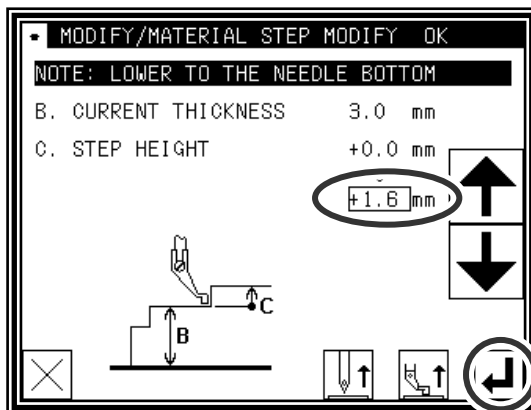 MODIFY/MATERIAL STEP MODIFY OK
NOTE: LOWER TO THE NEEDLE BOTTOM
B. CURRENT THICKNESS 3.0 mm
C. STEP HEIGHT +0.0 mm
+1.6 mm
C
B